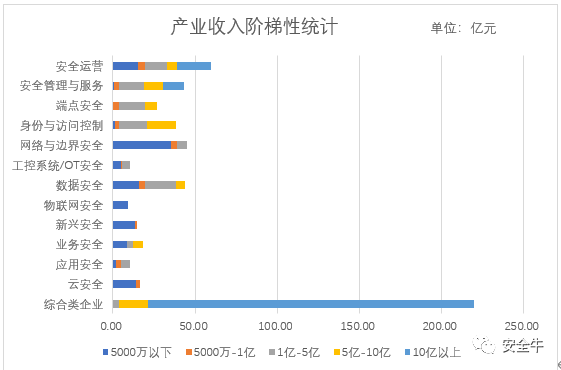 产业收入阶梯性统计
单位：亿元
安全运营
安全管理与服务
端点安全
身份与访问控制
网络与边界安全
工控系统/OT安全
数据安全
物联网安全
新兴安全
业务安全
应用安全
云安全
综合类企业
0.00 50.00 100.00 150.00 200.00 250.00
5000万以下 5000万-1亿 1亿-5亿 5亿-10亿 10亿以上
安全牛